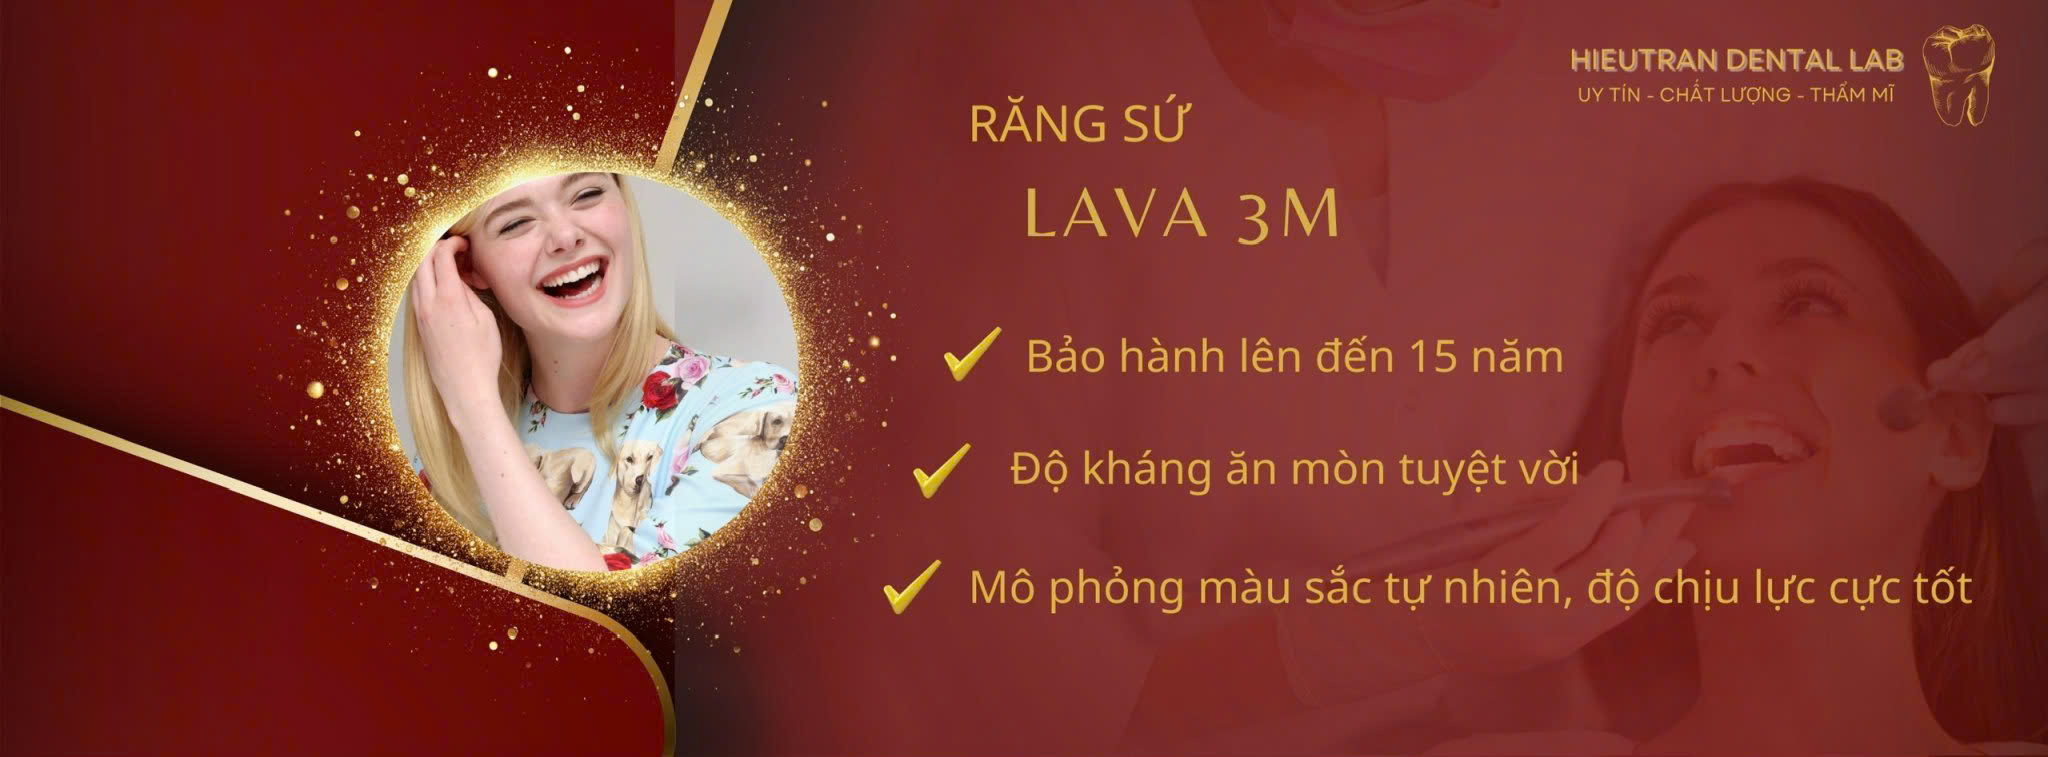 HIEUTRAN DENTAL LAB
UY TÍN - CHẤT LƯỢNG - THẨM MĨ
RĂNG SỨ
LAVA 3M
Bảo hành lên đến 15 năm
Độ kháng ăn mòn tuyệt vời
Mô phỏng màu sắc tự nhiên, độ chịu lực cực tốt